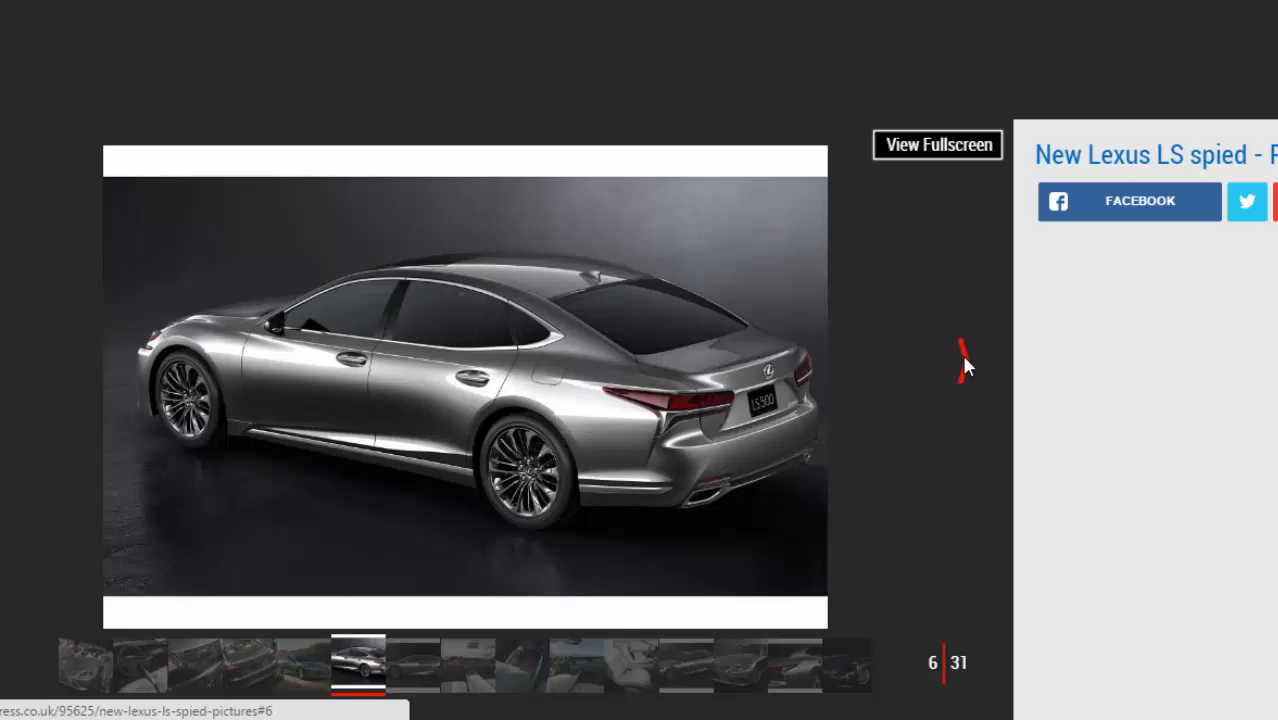 View Fullscreen
New Lexus LS spied - P
FACEBOOK
LS500
6 31
ress.co.uk/95625/new-lexus-ls-spied-pictures#6